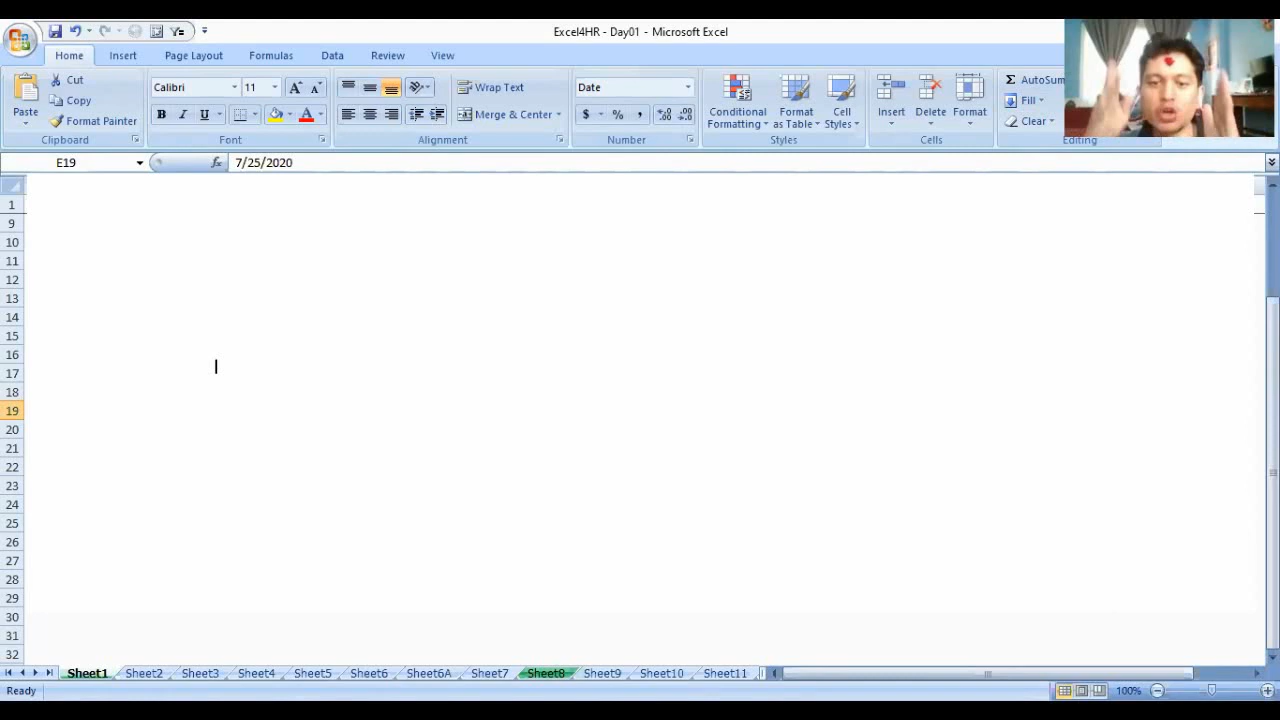 Excel4HR - Day01 - Microsoft Excel
Home Insert Page Layout Formulas Data Review View
Paste
Cut
Copy
Format Painter
Clipboard
Calibri 11
B I U
Font
Wrap Text
Merge & Center
Alignment
Date
$ % ,
Number
Conditional Formatting
Format as Table
Cell Styles
Styles
Insert
Delete
Format
Cells
Σ AutoSum
Fill
Clear
Editing
E19 fx 7/25/2020
1
9
10
11
12
13
14
15
16
17
18
19
20
21
22
23
24
25
26
27
28
29
30
31
32
Sheet1 Sheet2 Sheet3 Sheet4 Sheet5 Sheet6 Sheet6A Sheet7 Sheet8 Sheet9 Sheet10 Sheet11
Ready 100%